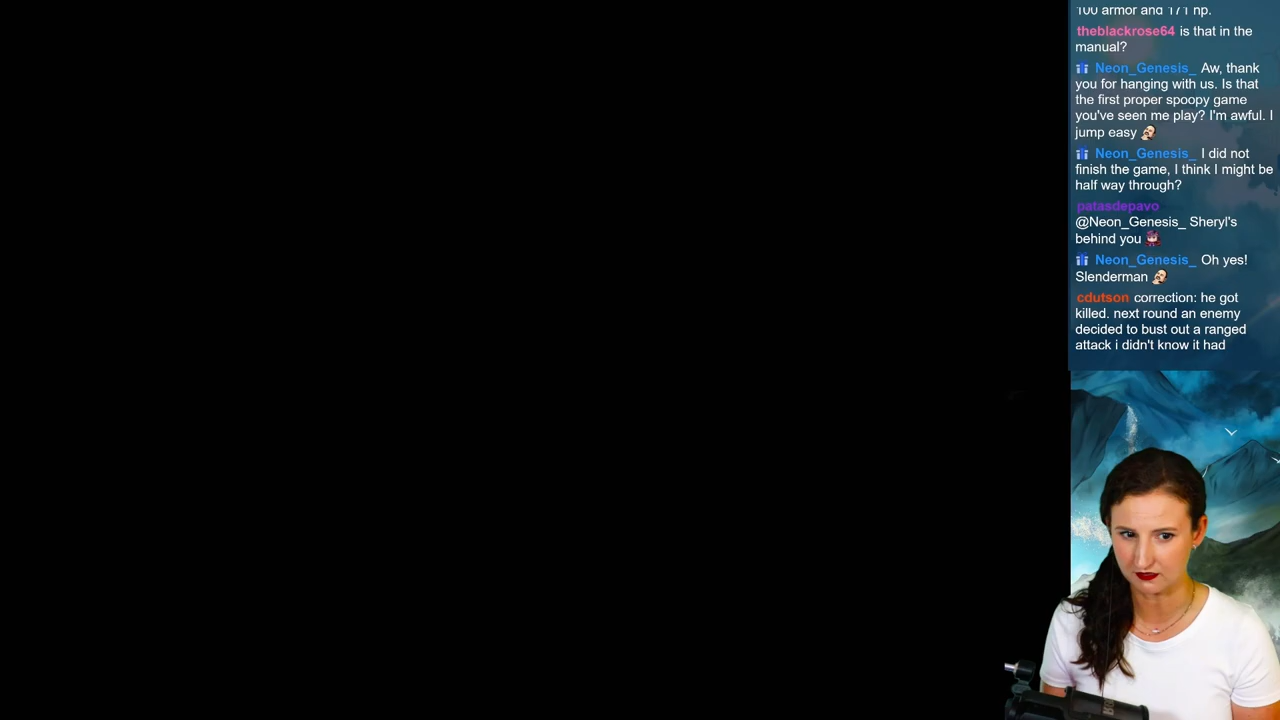 100 armor and 171 hp.
theblackrose64 is that in the
manual?
Neon_Genesis_ Aw, thank
you for hanging with us. Is that
the first proper spoopy game
you've seen me play? I'm awful. I
jump easy
Neon_Genesis_ I did not
finish the game, I think I might be
half way through?
patasdepavo
@Neon_Genesis_ Sheryl's
behind you
Neon_Genesis_ Oh yes!
Slenderman
cdutson correction: he got
killed. next round an enemy
decided to bust out a ranged
attack i didn't know it had